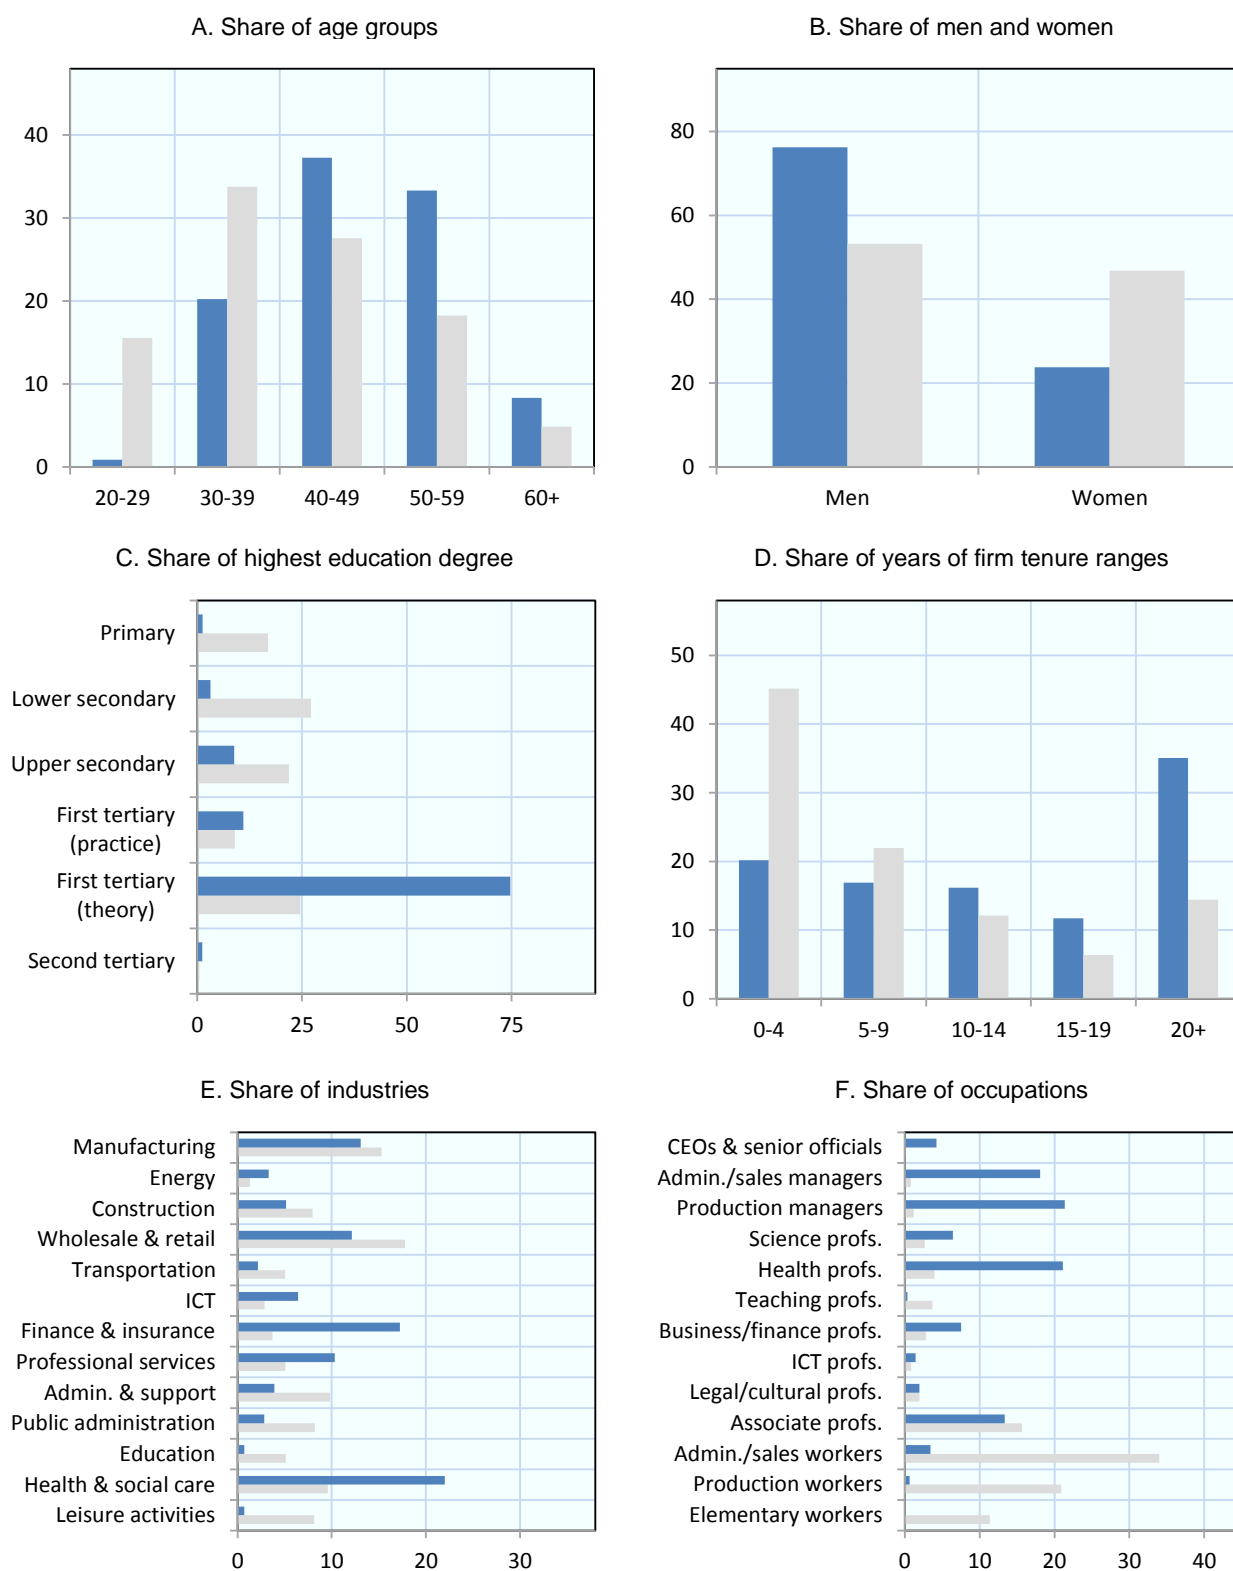 A. Share of age groups
40
30
20
10
0
20-29 30-39 40-49 50-59 60+
B. Share of men and women
80
60
40
20
0
Men Women
C. Share of highest education degree
Primary
Lower secondary
Upper secondary
First tertiary
(practice)
First tertiary
(theory)
Second tertiary
0 25 50 75
D. Share of years of firm tenure ranges
50
40
30
20
10
0
0-4 5-9 10-14 15-19 20+
E. Share of industries
Manufacturing
Energy
Construction
Wholesale & retail
Transportation
ICT
Finance & insurance
Professional services
Admin. & support
Public administration
Education
Health & social care
Leisure activities
0 10 20 30
F. Share of occupations
CEOs & senior officials
Admin./sales managers
Production managers
Science profs.
Health profs.
Teaching profs.
Business/finance profs.
ICT profs.
Legal/cultural profs.
Associate profs.
Admin./sales workers
Production workers
Elementary workers
0 10 20 30 40